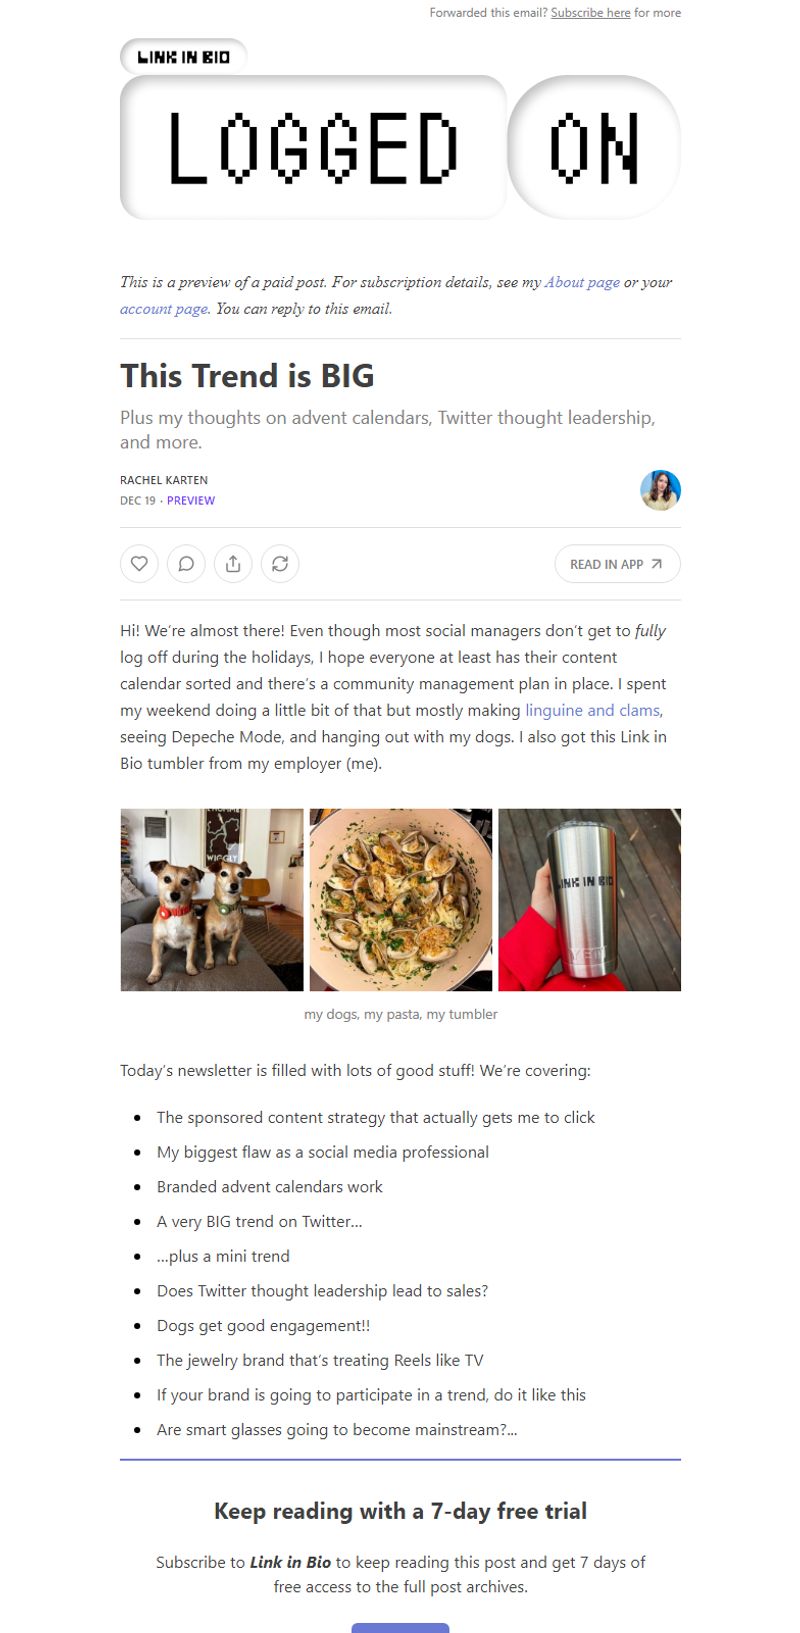 Forwarded this email? Subscribe here for more
LINK IN BIO
LOGGED ON
This is a preview of a paid post. For subscription details, see my About page or your
account page. You can reply to this email.
This Trend is BIG
Plus my thoughts on advent calendars, Twitter thought leadership,
and more.
RACHEL KARTEN
DEC 19 · PREVIEW
READ IN APP
Hi! We’re almost there! Even though most social managers don’t get to fully
log off during the holidays, I hope everyone at least has their content
calendar sorted and there’s a community management plan in place. I spent
my weekend doing a little bit of that but mostly making linguine and clams,
seeing Depeche Mode, and hanging out with my dogs. I also got this Link in
Bio tumbler from my employer (me).
WIGGLY
LINK IN BIO
YETI
my dogs, my pasta, my tumbler
Today’s newsletter is filled with lots of good stuff! We’re covering:
• The sponsored content strategy that actually gets me to click
• My biggest flaw as a social media professional
• Branded advent calendars work
• A very BIG trend on Twitter…
• …plus a mini trend
• Does Twitter thought leadership lead to sales?
• Dogs get good engagement!!
• The jewelry brand that’s treating Reels like TV
• If your brand is going to participate in a trend, do it like this
• Are smart glasses going to become mainstream?...
Keep reading with a 7-day free trial
Subscribe to Link in Bio to keep reading this post and get 7 days of
free access to the full post archives.